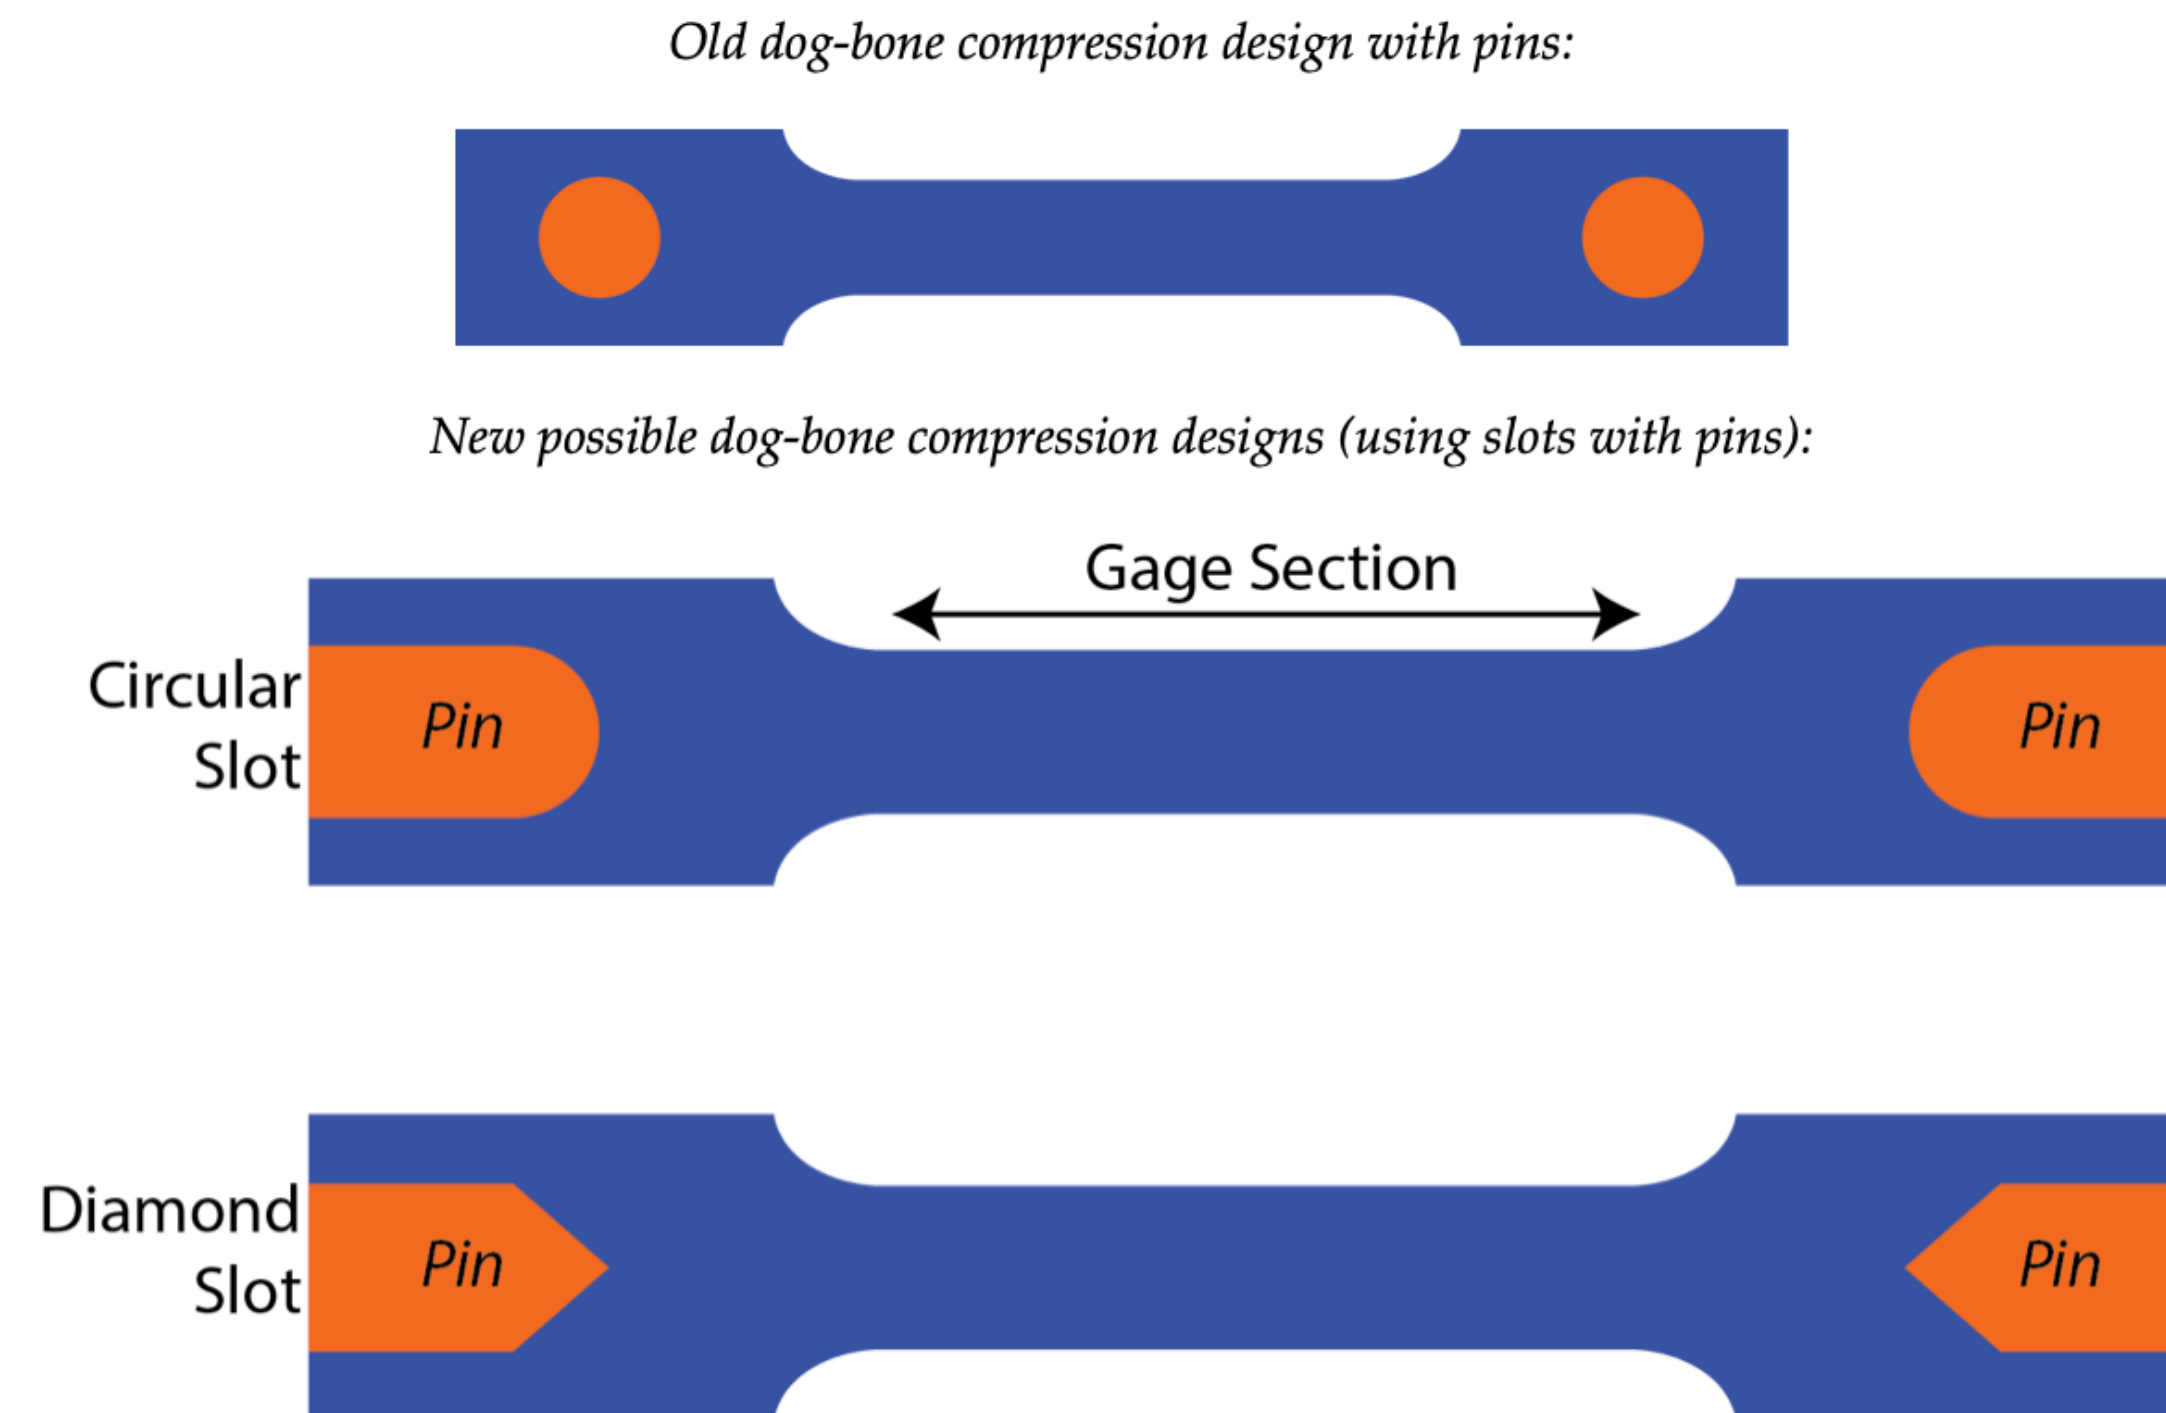 Old dog-bone compression design with pins:
New possible dog-bone compression designs (using slots with pins):
Gage Section
Circular
Slot
Pin
Pin
Diamond
Slot
Pin
Pin